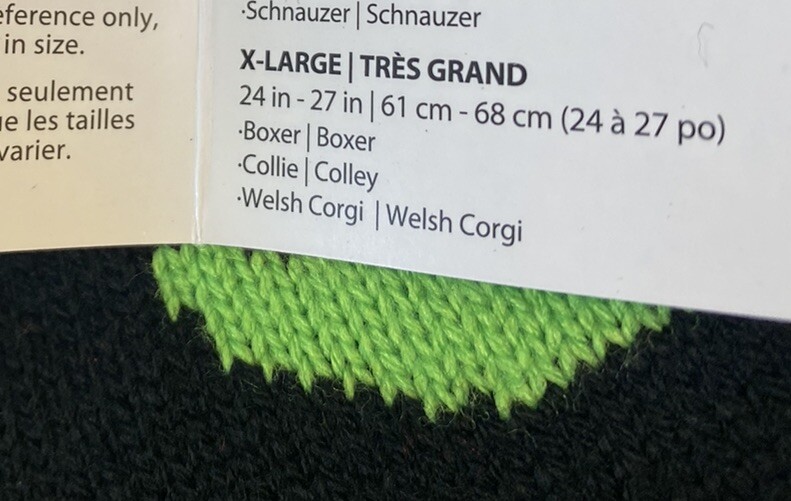 eference only,
in size.
seulement
e les tailles
varier.
·Schnauzer | Schnauzer
X-LARGE | TRÈS GRAND
24 in - 27 in | 61 cm - 68 cm (24 à 27 po)
·Boxer | Boxer
·Collie | Colley
·Welsh Corgi | Welsh Corgi